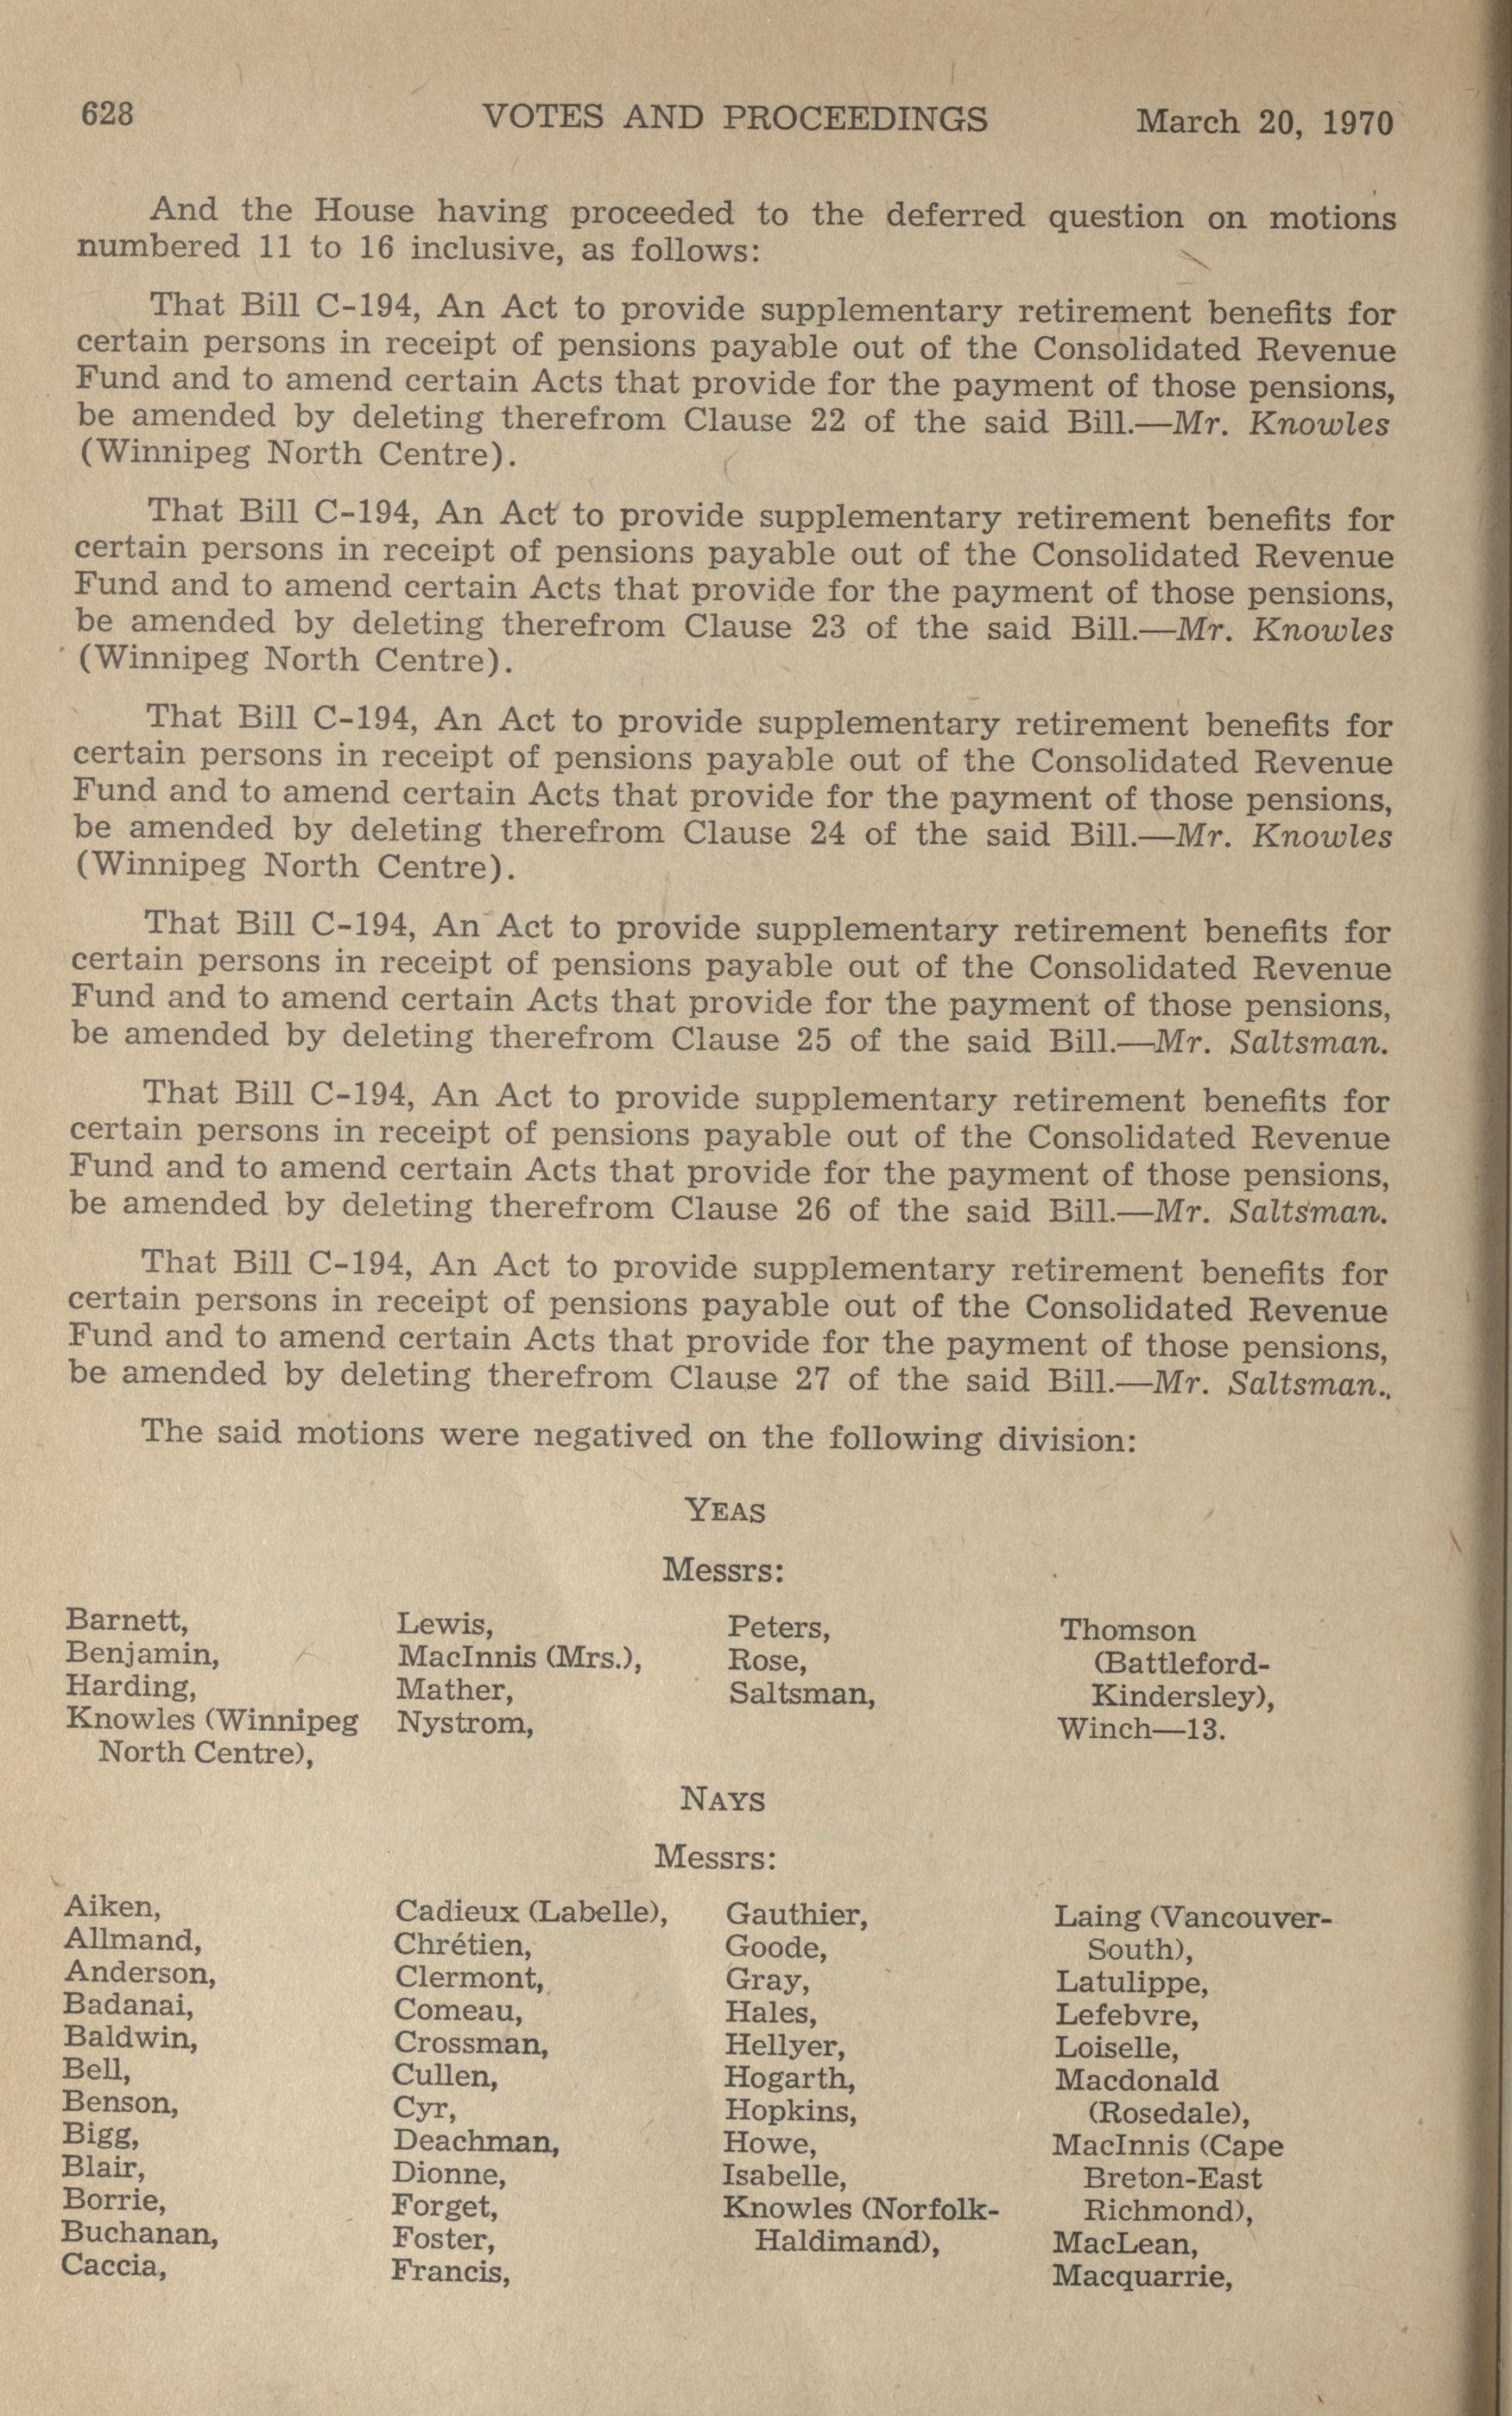 628 VOTES AND PROCEEDINGS March 20, 1970
And the House having proceeded to the deferred question on motions
numbered 11 to 16 inclusive, as follows:
That Bill C-194, An Act to provide supplementary retirement benefits for
certain persons in receipt of pensions payable out of the Consolidated Revenue
Fund and to amend certain Acts that provide for the payment of those pensions,
be amended by deleting therefrom Clause 22 of the said Bill.—Mr. Knowles
(Winnipeg North Centre).
That Bill C-194, An Act to provide supplementary retirement benefits for
certain persons in receipt of pensions payable out of the Consolidated Revenue
Fund and to amend certain Acts that provide for the payment of those pensions,
be amended by deleting therefrom Clause 23 of the said Bill.—Mr. Knowles
(Winnipeg North Centre).
That Bill C-194, An Act to provide supplementary retirement benefits for
certain persons in receipt of pensions payable out of the Consolidated Revenue
Fund and to amend certain Acts that provide for the payment of those pensions,
be amended by deleting therefrom Clause 24 of the said Bill.—Mr. Knowles
(Winnipeg North Centre).
That Bill C-194, An Act to provide supplementary retirement benefits for
certain persons in receipt of pensions payable out of the Consolidated Revenue
Fund and to amend certain Acts that provide for the payment of those pensions,
be amended by deleting therefrom Clause 25 of the said Bill.—Mr. Saltsman.
That Bill C-194, An Act to provide supplementary retirement benefits for
certain persons in receipt of pensions payable out of the Consolidated Revenue
Fund and to amend certain Acts that provide for the payment of those pensions,
be amended by deleting therefrom Clause 26 of the said Bill.—Mr. Saltsman.
That Bill C-194, An Act to provide supplementary retirement benefits for
certain persons in receipt of pensions payable out of the Consolidated Revenue
Fund and to amend certain Acts that provide for the payment of those pensions,
be amended by deleting therefrom Clause 27 of the said Bill.—Mr. Saltsman..
The said motions were negatived on the following division:
YEAS
Messrs:
Barnett,
Benjamin,
Harding,
Knowles (Winnipeg
North Centre),
Lewis,
MacInnis (Mrs.),
Mather,
Nystrom,
Peters,
Rose,
Saltsman,
Thomson
(Battleford-
Kindersley),
Winch—13.
NAYS
Messrs:
Aiken,
Allmand,
Anderson,
Badanai,
Baldwin,
Bell,
Benson,
Bigg,
Blair,
Borrie,
Buchanan,
Caccia,
Cadieux (Labelle),
Chrétien,
Clermont,
Comeau,
Crossman,
Cullen,
Cyr,
Deachman,
Dionne,
Forget,
Foster,
Francis,
Gauthier,
Goode,
Gray,
Hales,
Hellyer,
Hogarth,
Hopkins,
Howe,
Isabelle,
Knowles (Norfolk-
Haldimand),
Laing (Vancouver-
South),
Latulippe,
Lefebvre,
Loiselle,
Macdonald
(Rosedale),
MacInnis (Cape
Breton-East
Richmond),
MacLean,
Macquarrie,